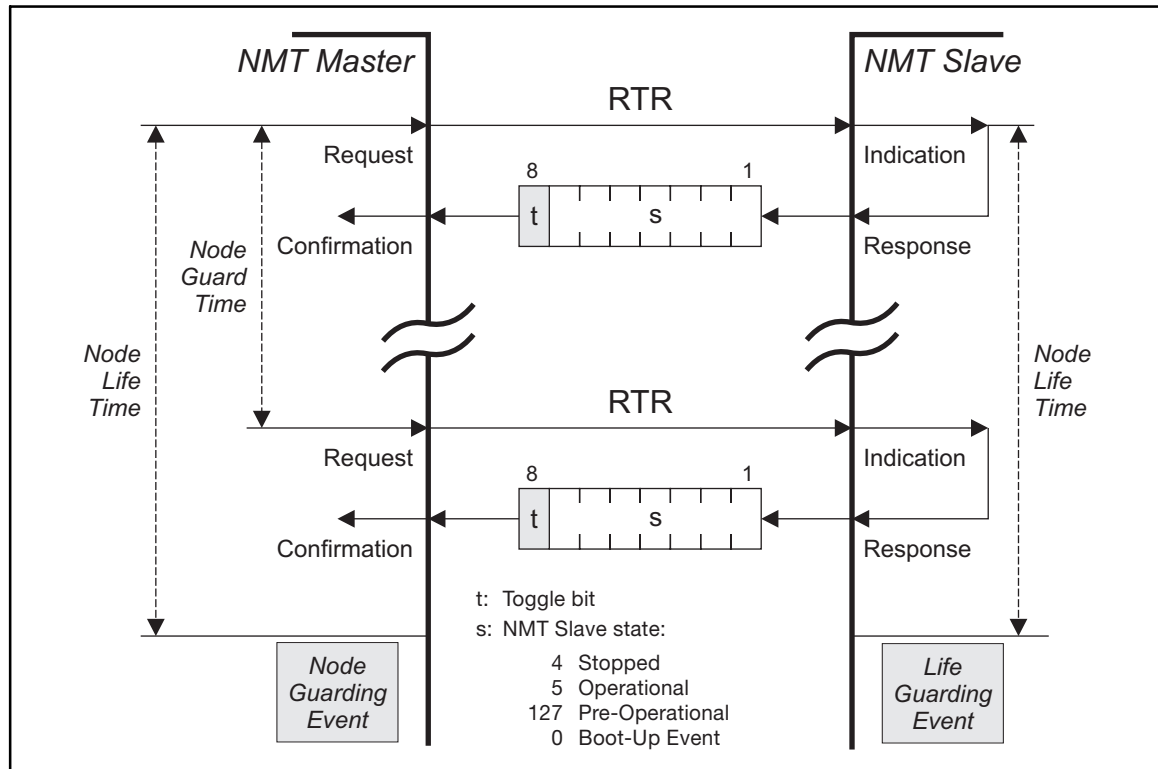 NMT Master
NMT Slave
RTR
Request
Indication
8 1
t s
Confirmation
Response
Node
Guard
Time
Node
Life
Time
Node
Life
Time
RTR
Request
Indication
8 1
t s
Confirmation
Response
t: Toggle bit
s: NMT Slave state:
4 Stopped
5 Operational
127 Pre-Operational
0 Boot-Up Event
Node
Guarding
Event
Life
Guarding
Event